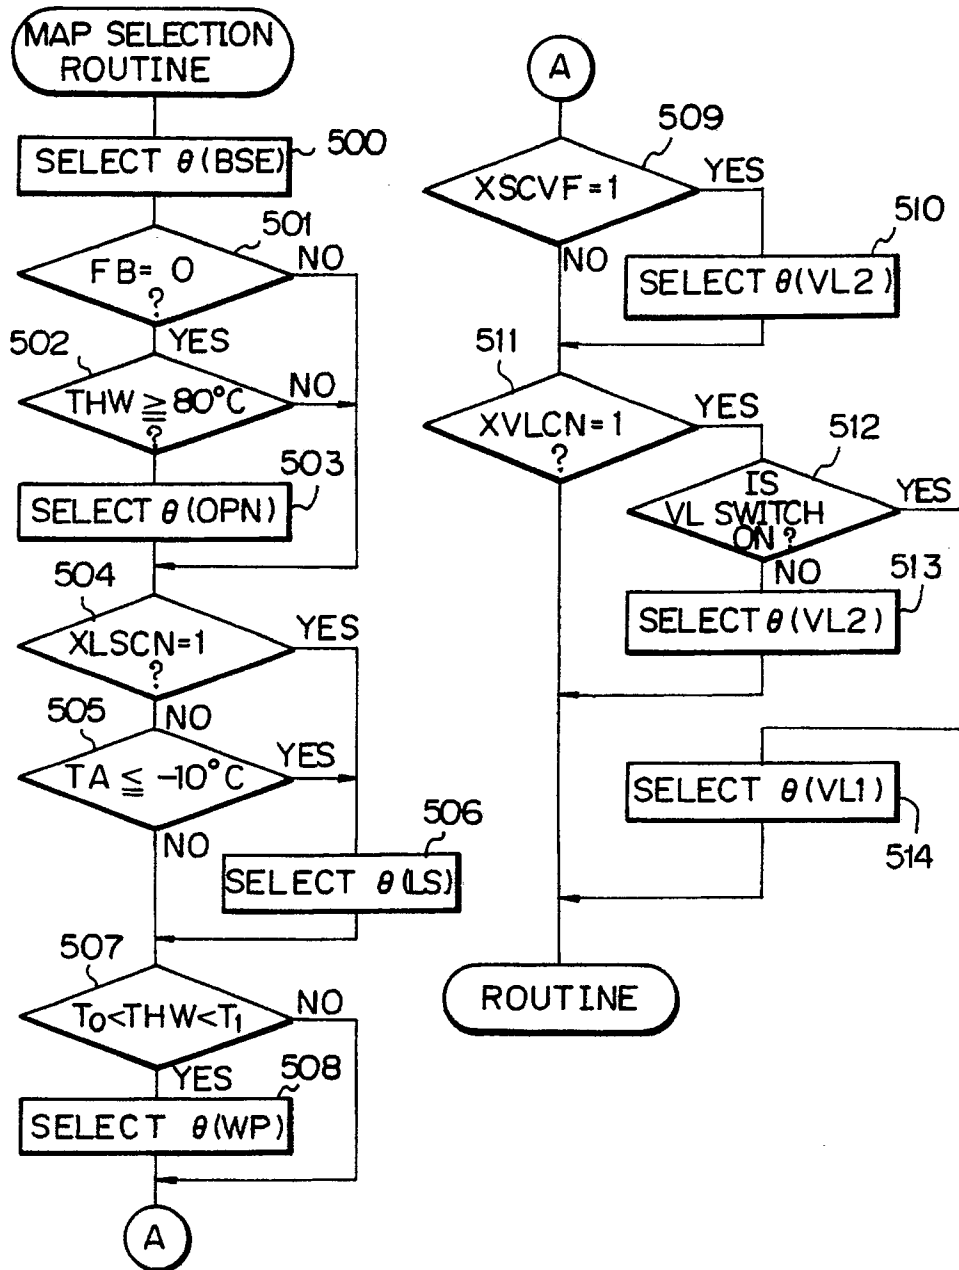 MAP SELECTION
ROUTINE
SELECT θ(BSE)
500
501
FB= 0
?
NO
YES
502
THW ≧ 80°C
?
NO
503
SELECT θ(OPN)
504
XLSCN=1
?
YES
NO
505
TA ≦ -10°C
YES
NO
506
SELECT θ(LS)
507
T0<THW<T1
NO
YES
508
SELECT θ(WP)
A
A
509
XSCVF=1
YES
NO
510
SELECT θ(VL2)
511
XVLCN=1
?
YES
512
IS
VL SWITCH
ON?
YES
NO
513
SELECT θ(VL2)
SELECT θ(VL1)
514
ROUTINE